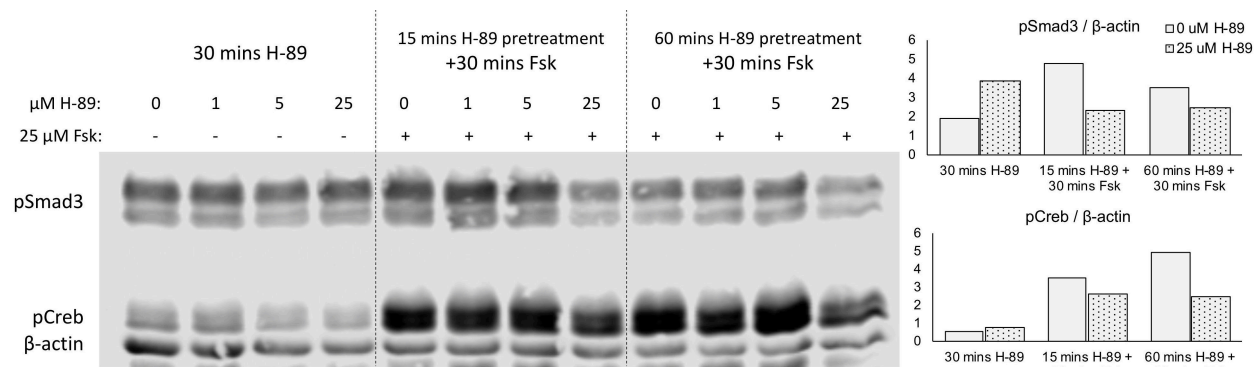 30 mins H-89
15 mins H-89 pretreatment
+30 mins Fsk
60 mins H-89 pretreatment
+30 mins Fsk
µM H-89: 0 1 5 25 0 1 5 25 0 1 5 25
25 µM Fsk: - - - - + + + + + + + +
pSmad3
pCreb
β-actin
pSmad3 / β-actin
0 uM H-89
25 uM H-89
6
5
4
3
2
1
0
30 mins H-89 15 mins H-89 + 60 mins H-89 +
30 mins Fsk 30 mins Fsk
pCreb / β-actin
6
5
4
3
2
1
0
30 mins H-89 15 mins H-89 + 60 mins H-89 +